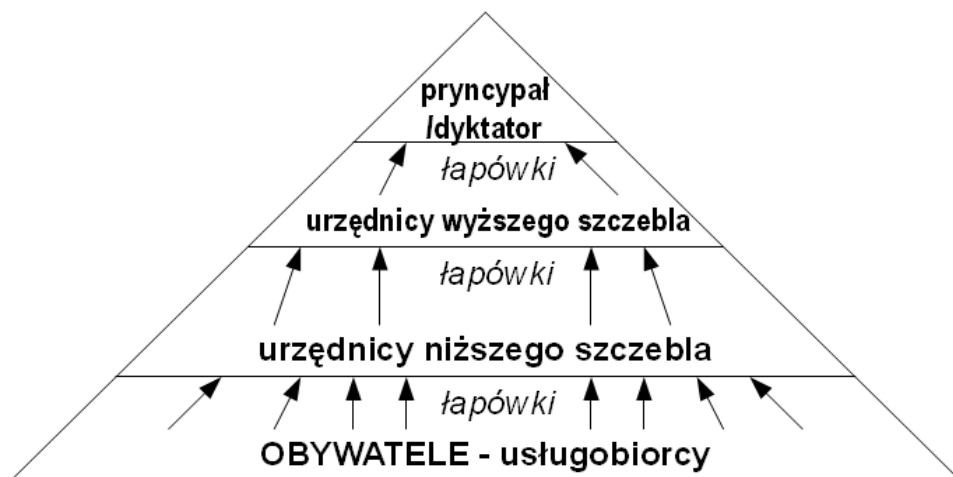 pryncypał
/dyktator
łapówki
urzędnicy wyższego szczebla
łapówki
urzędnicy niższego szczebla
łapówki
OBYWATELE - usługobiorcy